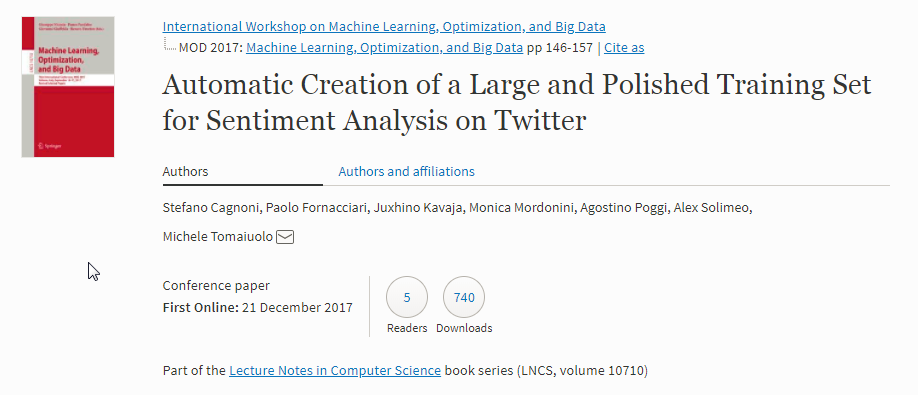 International Workshop on Machine Learning, Optimization, and Big Data
MOD 2017: Machine Learning, Optimization, and Big Data pp 146-157 | Cite as
Automatic Creation of a Large and Polished Training Set
for Sentiment Analysis on Twitter
Authors
Authors and affiliations
Stefano Cagnoni, Paolo Fornacciari, Juxhino Kavaja, Monica Mordonini, Agostino Poggi, Alex Solimeo,
Michele Tomaiuolo
Conference paper
First Online: 21 December 2017
5
Readers
740
Downloads
Part of the Lecture Notes in Computer Science book series (LNCS, volume 10710)
Machine Learning,
Optimization,
and Big Data
Springer